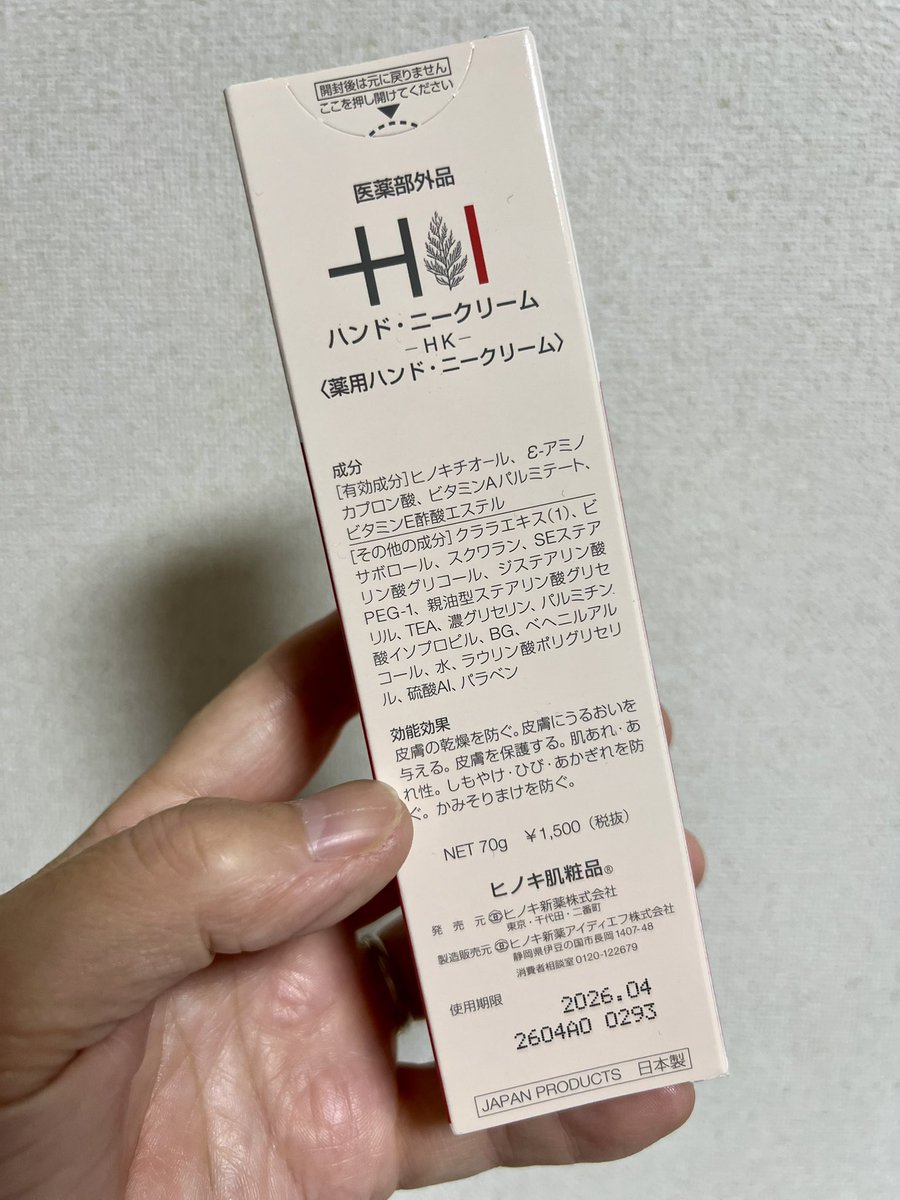 開封後は元に戻りません
ここを押し開けてください
医薬部外品
HI
ハンド・ニークリーム
–HK–
〈薬用ハンド・ニークリーム〉
成分
[有効成分]ヒノキチオール、ε-アミノ
カプロン酸、ビタミンAパルミテート、
ビタミンE酢酸エステル
[その他の成分]クララエキス(1)、ビ
サボロール、スクワラン、SEステア
リン酸グリコール、ジステアリン酸
PEG-1、親油型ステアリン酸グリセ
リル、TEA、濃グリセリン、パルミチン
酸イソプロピル、BG、ベヘニルアル
コール、水、ラウリン酸ポリグリセリ
ル、硫酸Al、パラベン
効能効果
皮膚の乾燥を防ぐ。皮膚にうるおいを
与える。皮膚を保護する。肌あれ・あ
れ性。しもやけ・ひび・あかぎれを防
ぐ。かみそりまけを防ぐ。
NET 70g ¥1,500(税抜)
ヒノキ肌粧品®
発売元 ヒノキ新薬株式会社
東京・千代田・二番町
製造販売元 ヒノキ新薬アイディエフ株式会社
静岡県伊豆の国市長岡1407-48
消費者相談室0120-122679
使用期限 2026.04
2604A0 0293
JAPAN PRODUCTS 日本製